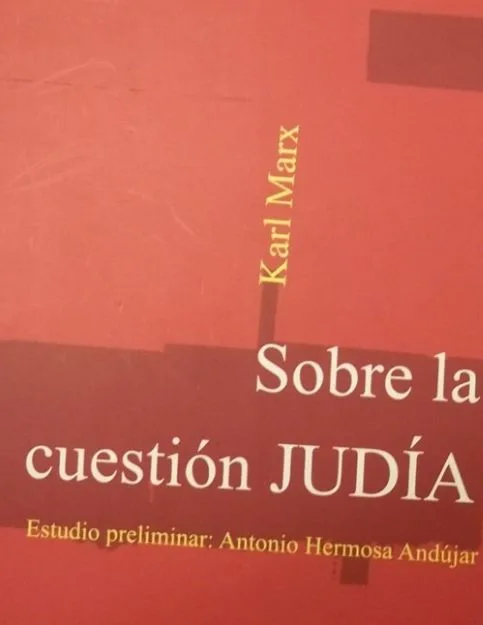 Karl Marx
Sobre la
cuestión JUDÍA
Estudio preliminar: Antonio Hermosa Andújar